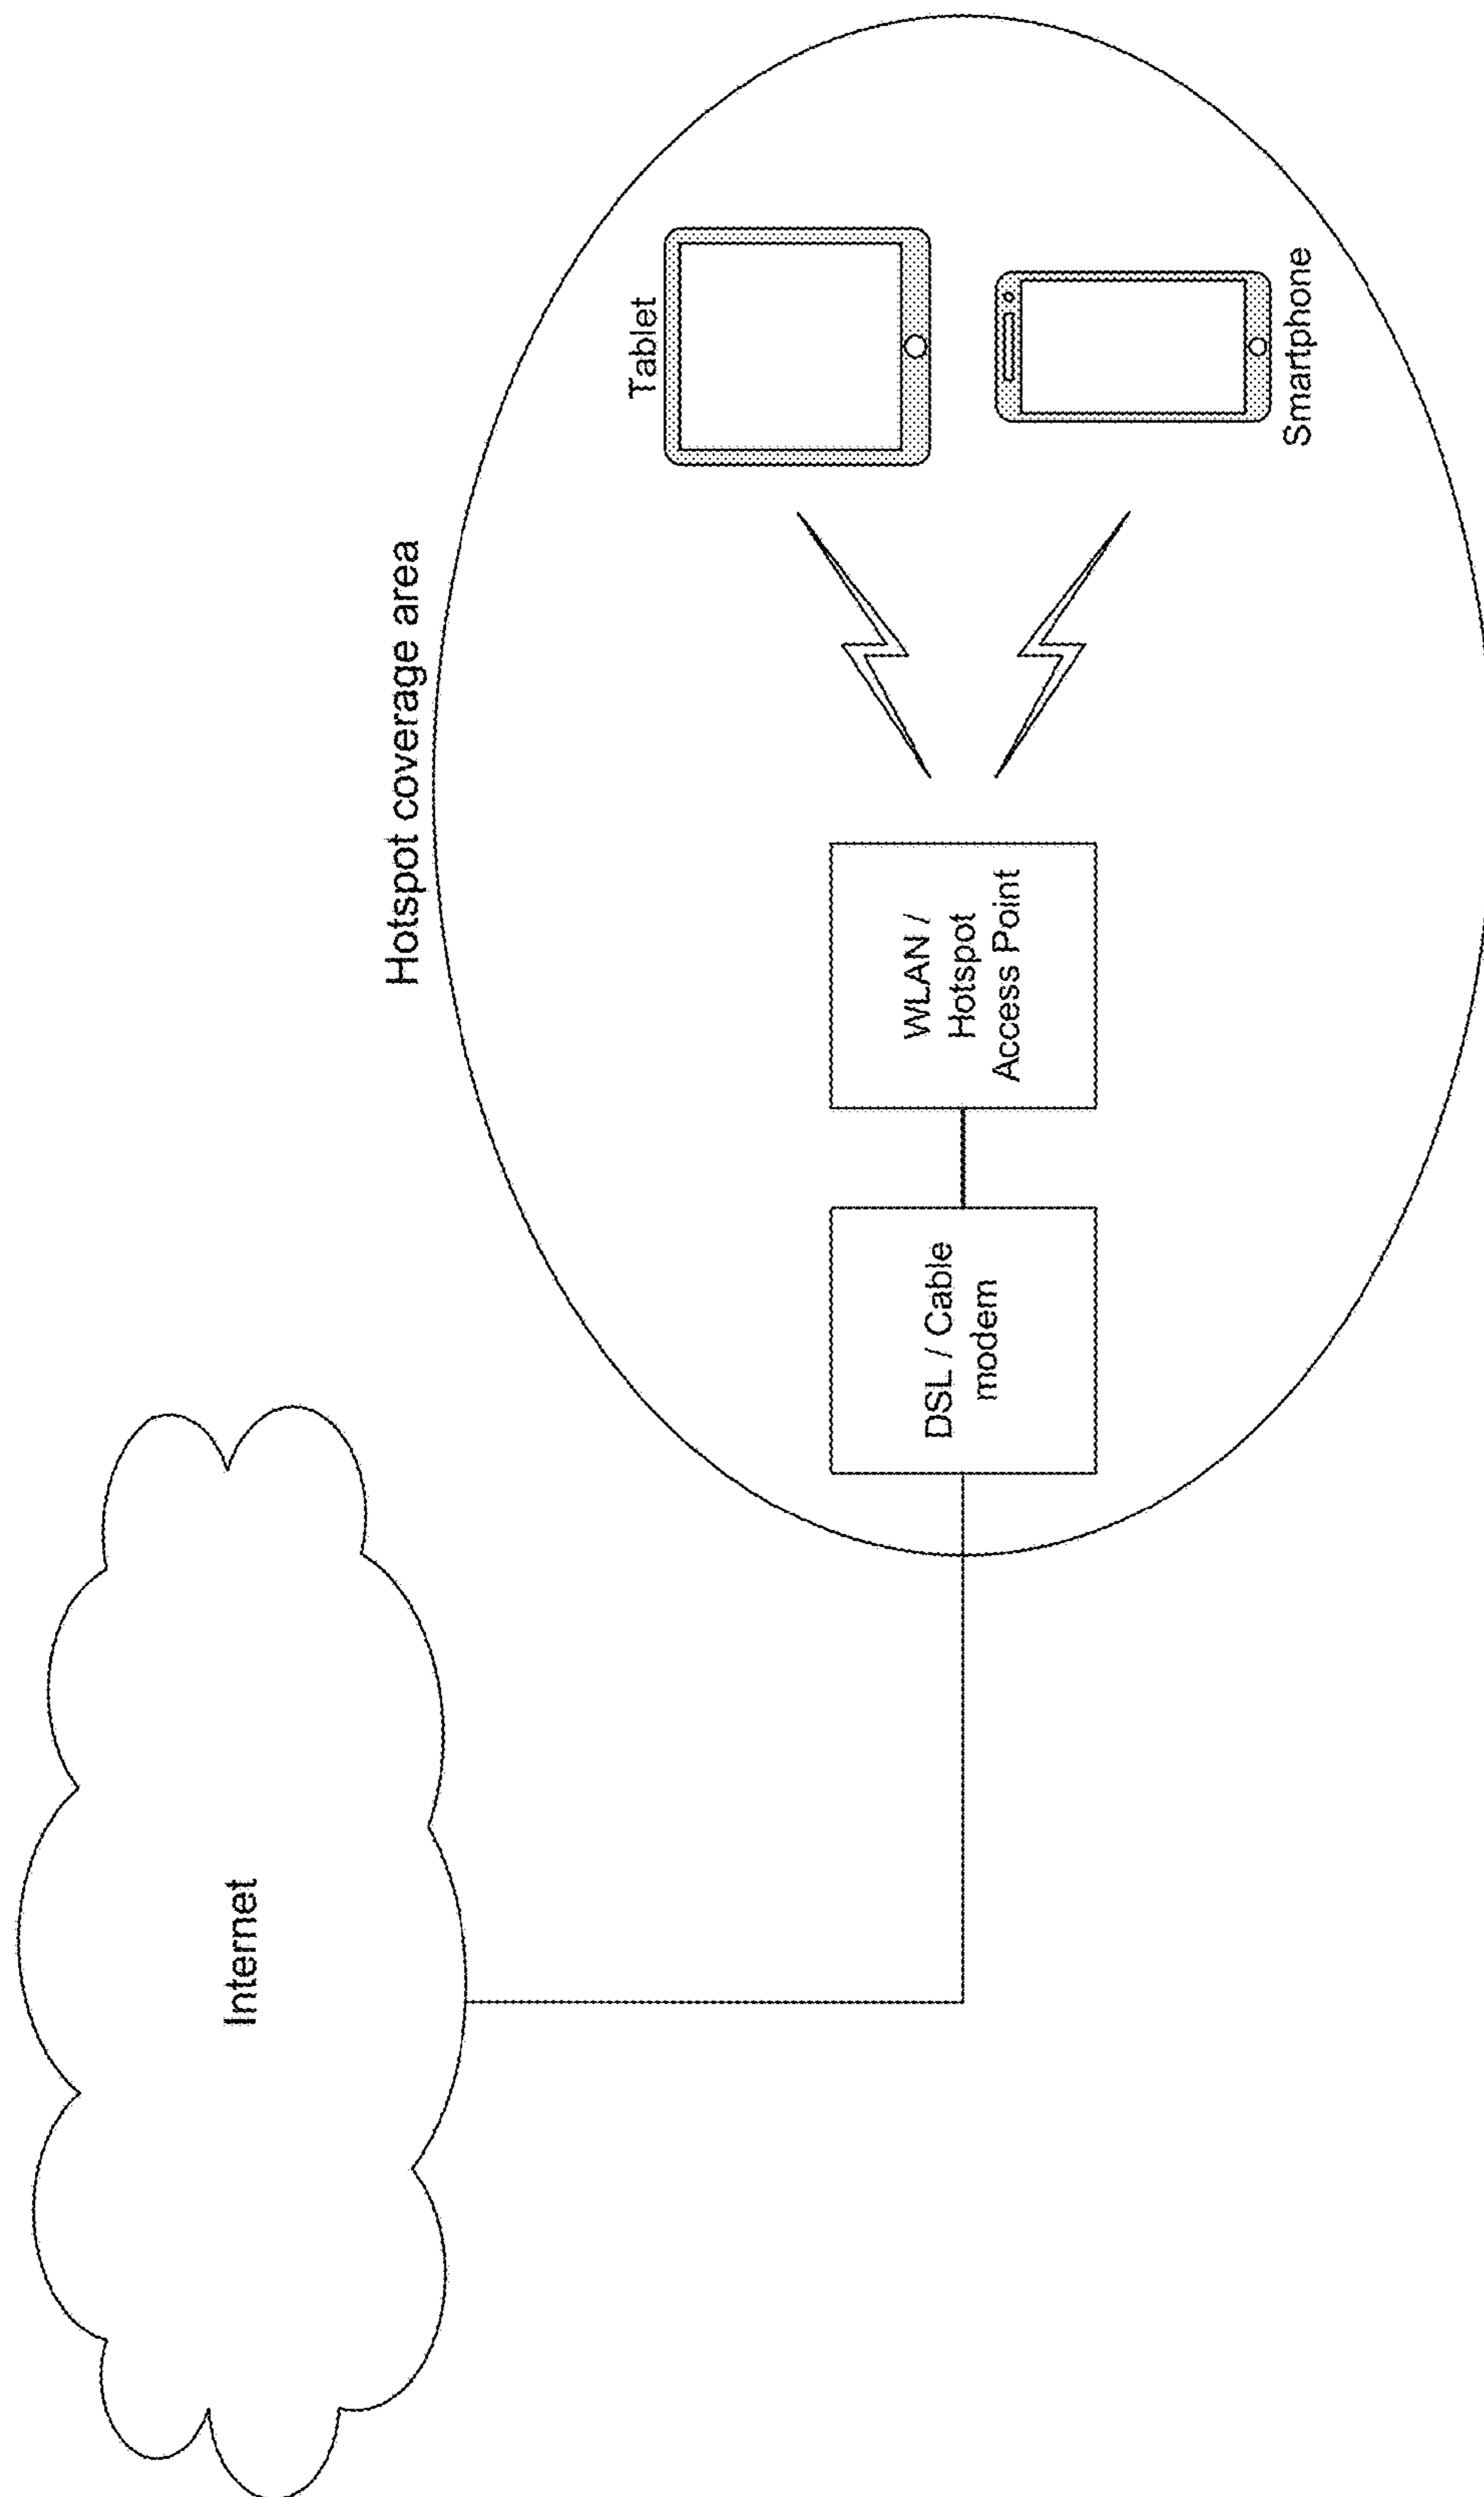 Internet
Hotspot coverage area
Tablet
DSL / Cable
modem
WLAN /
Hotspot
Access Point
Smartphone